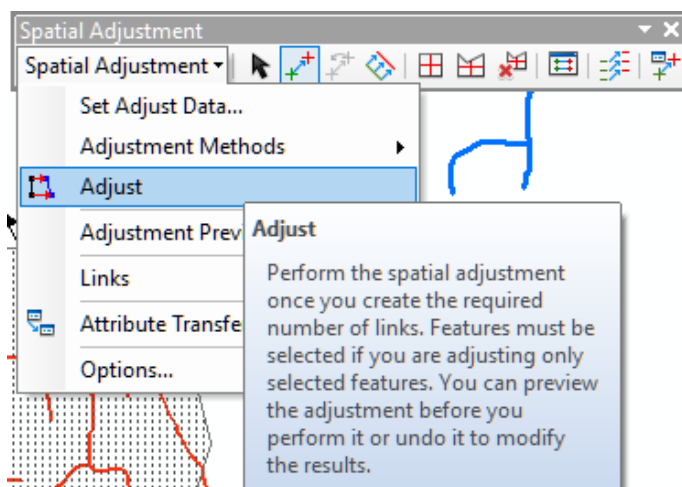 Spatial Adjustment
Spatial Adjustment
Set Adjust Data...
Adjustment Methods
Adjust
Adjustment Previ
Links
Attribute Transfe
Options...
Adjust
Perform the spatial adjustment
once you create the required
number of links. Features must be
selected if you are adjusting only
selected features. You can preview
the adjustment before you
perform it or undo it to modify
the results.